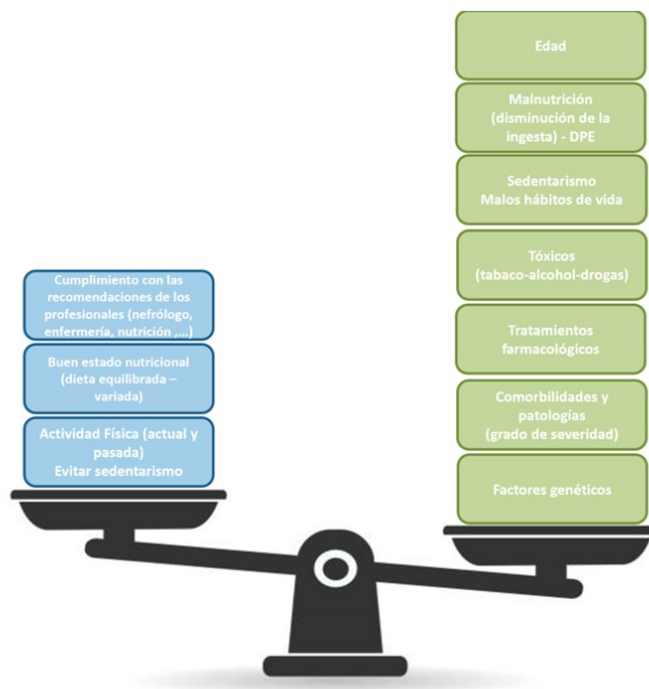 Cumplimiento con las
recomendaciones de los
profesionales (nefrólogo,
enfermería, nutrición ,...)
Buen estado nutricional
(dieta equilibrada –
variada)
Actividad Física (actual y
pasada)
Evitar sedentarismo
Edad
Malnutrición
(disminución de la
ingesta) - DPE
Sedentarismo
Malos hábitos de vida
Tóxicos
(tabaco-alcohol-drogas)
Tratamientos
farmacológicos
Comorbilidades y
patologías
(grado de severidad)
Factores genéticos